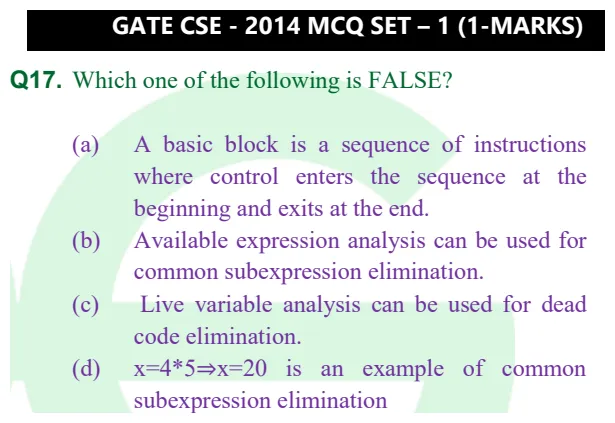 GATE CSE - 2014 MCQ SET – 1 (1-MARKS)
Q17. Which one of the following is FALSE?
(a) A basic block is a sequence of instructions
where control enters the sequence at the
beginning and exits at the end.
(b) Available expression analysis can be used for
common subexpression elimination.
(c) Live variable analysis can be used for dead
code elimination.
(d) x=4*5⇒x=20 is an example of common
subexpression elimination